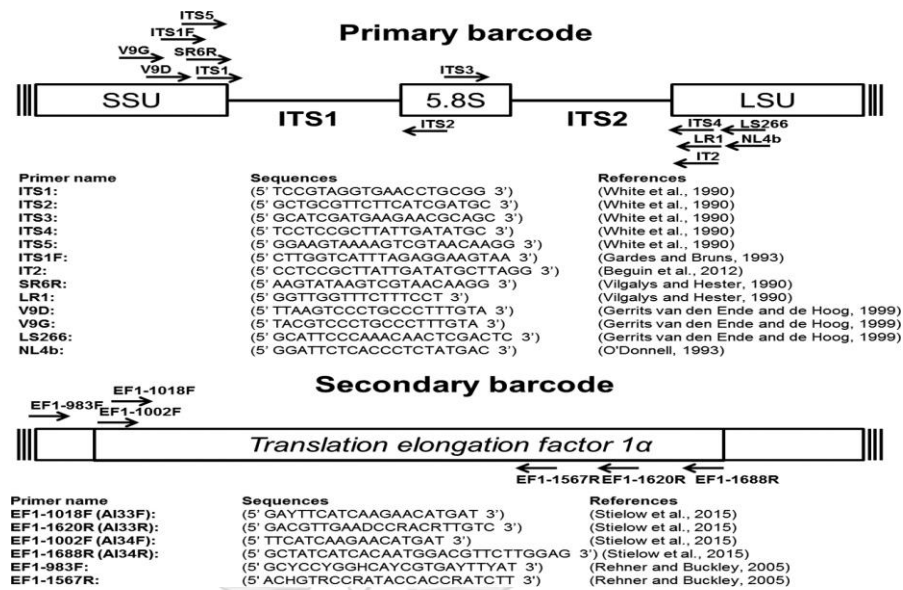 Primary barcode
ITS5
ITS1F
V9G SR6R
V9D ITS1 ITS3
SSU 5.8S LSU
ITS1 ITS2 ITS2 ITS4 LS266
LR1 NL4b
IT2
Primer name Sequences References
ITS1: (5' TCCGTAGGTGAACCTGCGG 3') (White et al., 1990)
ITS2: (5' GCTGCGTTCTTCATCGATGC 3') (White et al., 1990)
ITS3: (5' GCATCGATGAAGAACGCAGC 3') (White et al., 1990)
ITS4: (5' TCCTCCGCTTATTGATATGC 3') (White et al., 1990)
ITS5: (5' GGAAGTAAAAGTCGTAACAAGG 3') (White et al., 1990)
ITS1F: (5' CTTGGTCATTTAGAGGAAGTAA 3') (Gardes and Bruns, 1993)
IT2: (5' CCTCCGCTTATTGATATGCTTAGG 3') (Beguin et al., 2012)
SR6R: (5' AAGTATAAGTCGTAACAAGG 3') (Vilgalys and Hester, 1990)
LR1: (5' GGTTGGTTTCTTTTCCT 3') (Vilgalys and Hester, 1990)
V9D: (5' TTAAGTCCCTGCCCTTTGTA 3') (Gerrits van den Ende and de Hoog, 1999)
V9G: (5' TACGTCCCTGCCCTTTGTA 3') (Gerrits van den Ende and de Hoog, 1999)
LS266: (5' GCATTCCCAAACAACTCGACTC 3') (Gerrits van den Ende and de Hoog, 1999)
NL4b: (5' GGATTCTCACCCTCTATGAC 3') (O'Donnell, 1993)
Secondary barcode
EF1-1018F
EF1-983F EF1-1002F
Translation elongation factor 1α
EF1-1567R EF1-1620R EF1-1688R
Primer name Sequences References
EF1-1018F (Al33F): (5' GAYTTCATCAAGAACATGAT 3') (Stielow et al., 2015)
EF1-1620R (Al33R): (5' GACGTTGAADCCRACRTTGTC 3') (Stielow et al., 2015)
EF1-1002F (Al34F): (5' TTCATCAAGAACATGAT 3') (Stielow et al., 2015)
EF1-1688R (Al34R): (5' GCTATCATCACAATGGACGTTCTTGGAG 3') (Stielow et al., 2015)
EF1-983F: (5' GCYCCYGGHCAYCGTGAYTTYAT 3') (Rehner and Buckley, 2005)
EF1-1567R: (5' ACHGTRCCRATACCACCRATCTT 3') (Rehner and Buckley, 2005)